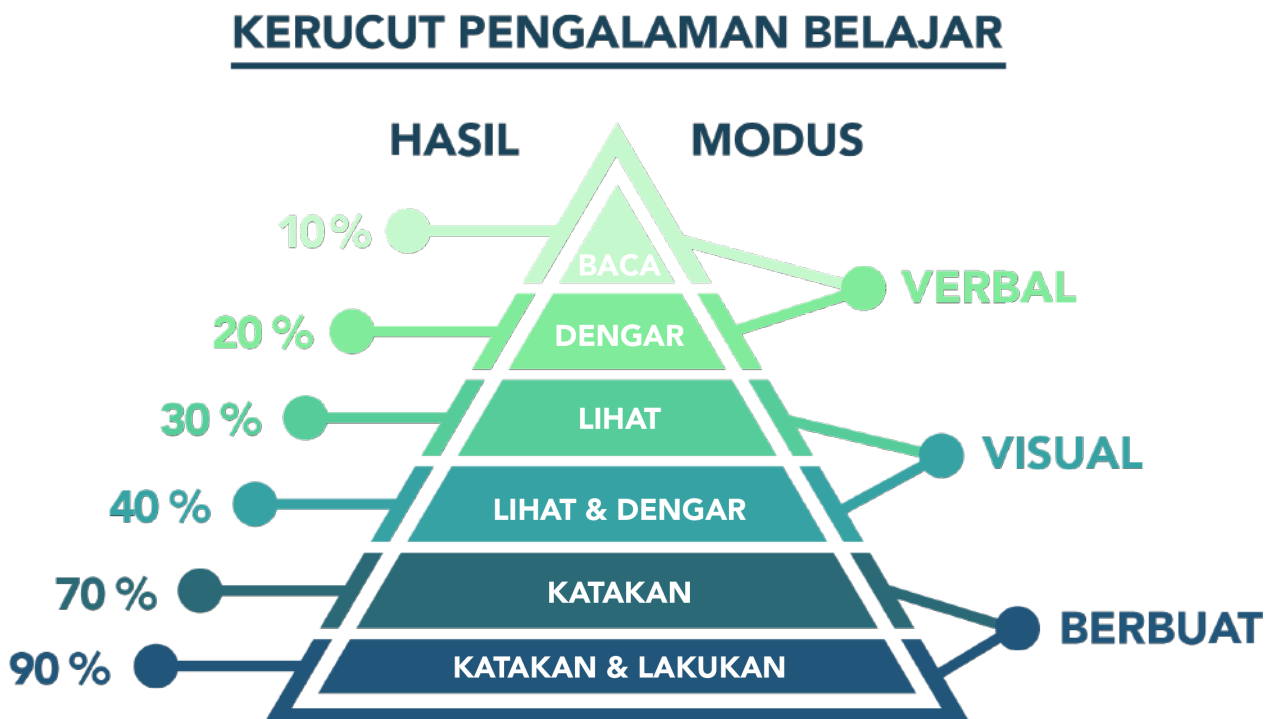 KERUCUT PENGALAMAN BELAJAR
HASIL
MODUS
10 %
BACA
VERBAL
20 %
DENGAR
30 %
LIHAT
VISUAL
40 %
LIHAT & DENGAR
70 %
KATAKAN
BERBUAT
90 %
KATAKAN & LAKUKAN